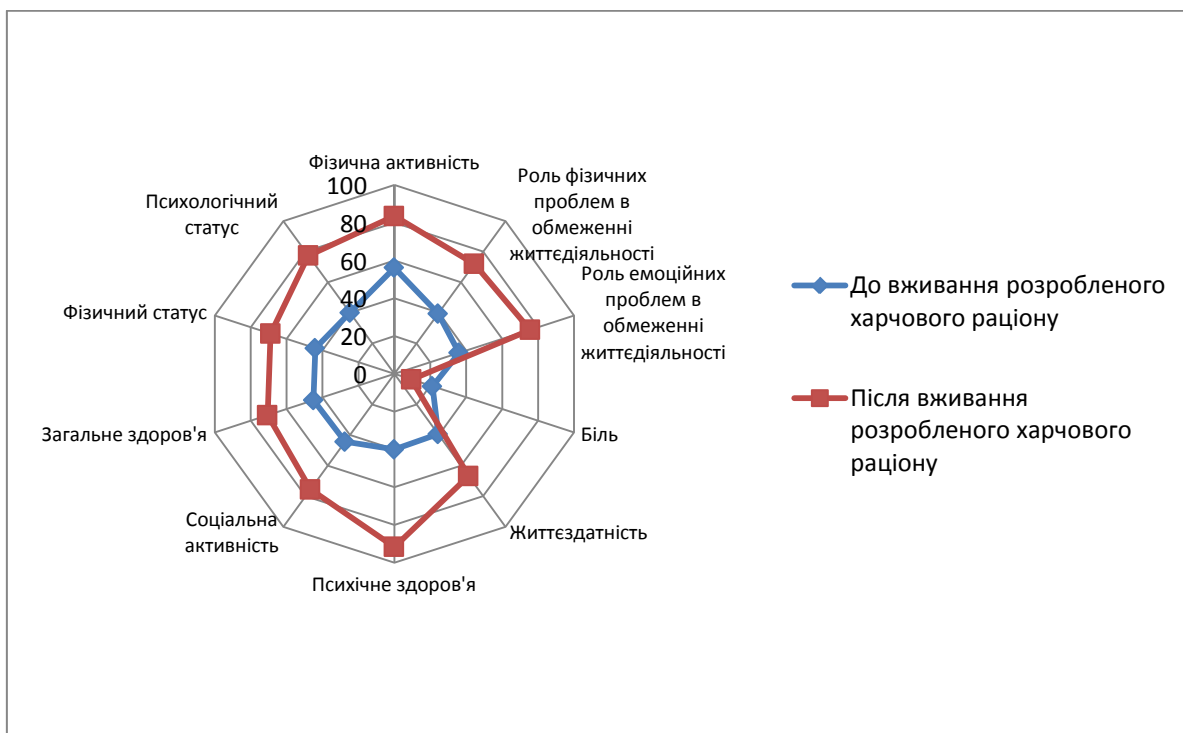 Фізична активність
Роль фізичних
проблем в
обмеженні
життєдіяльності
Роль емоційних
проблем в
обмеженні
життєдіяльності
Біль
Життєздатність
Психічне здоров'я
Соціальна
активність
Загальне здоров'я
Фізичний статус
Психологічний
статус
100
80
60
40
20
0
До вживання розробленого
харчового раціону
Після вживання
розробленого харчового
раціону